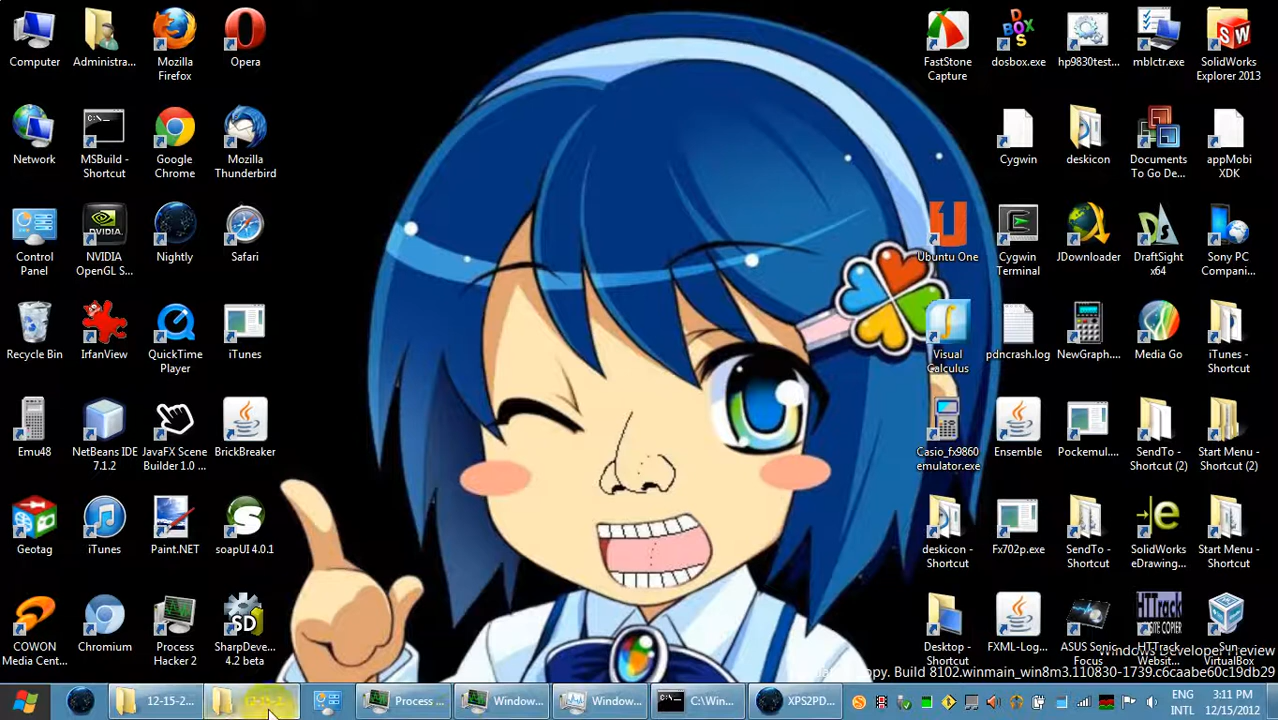 Computer
Administra...
Mozilla
Firefox
Opera
FastStone
Capture
dosbox.exe
hp9830test...
mblctr.exe
SolidWorks
Explorer 2013
Network
MSBuild -
Shortcut
Google
Chrome
Mozilla
Thunderbird
Cygwin
deskicon
Documents
To Go De...
appMobi
XDK
Control
Panel
NVIDIA
OpenGL S...
Nightly
Safari
Ubuntu One
Cygwin
Terminal
JDownloader
DraftSight
x64
Sony PC
Compani...
Recycle Bin
IrfanView
QuickTime
Player
iTunes
Visual
Calculus
pdncrash.log
NewGraph....
Media Go
iTunes -
Shortcut
Emu48
NetBeans IDE
7.1.2
JavaFX Scene
Builder 1.0 ...
BrickBreaker
Casio_fx9860
emulator.exe
Ensemble
Pockemul....
SendTo -
Shortcut (2)
Start Menu -
Shortcut (2)
Geotag
iTunes
Paint.NET
soapUI 4.0.1
deskicon -
Shortcut
Fx702p.exe
SendTo -
Shortcut
SolidWorks
eDrawing...
Start Menu -
Shortcut
COWON
Media Cent...
Chromium
Process
Hacker 2
SharpDeve...
4.2 beta
Desktop -
Shortcut
FXML-Log...
ASUS Sonic
Focus
HTTrack
Websit...
Sun
VirtualBox
Windows Developer Preview
copy. Build 8102.winmain_win8m3.110830-1739.c6caabe60c19db29
12-15-2...
Process ...
Window...
Window...
C:\Win...
XPS2PD...
ENG
INTL
3:11 PM
12/15/2012